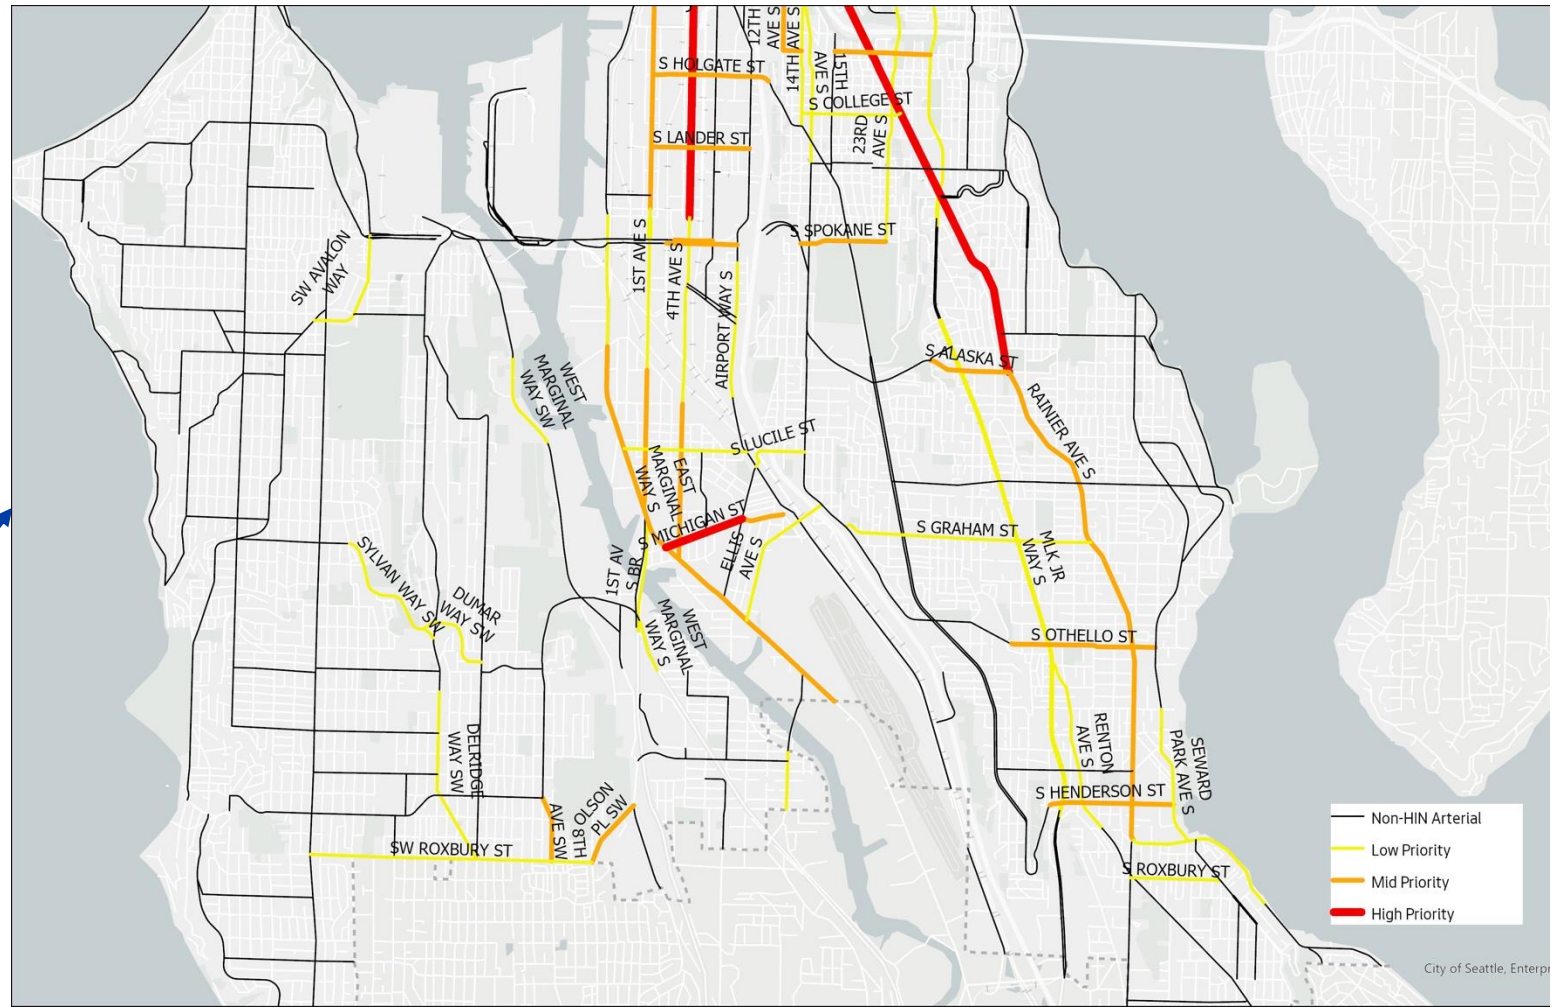 12TH
AVE S
14TH
AVE S
15TH
AVE S
S HOLGATE ST
S COLLEGE ST
S LANDER ST
23RD
AVE S
S SPOKANE ST
SW AVALON
WAY
1ST AVE S
4TH AVE S
AIRPORT WAY S
WEST
MARGINAL
WAY SW
S ALASKA ST
RAINIER AVE S
S LUCILE ST
EAST
MARGINAL
WAY S
S MICHIGAN ST
ELLIS
AVE S
S GRAHAM ST
MLK JR
WAY S
1ST AV
S BR
SYLVAN WAY SW
DUMAR
WAY SW
WEST
MARGINAL
WAY S
S OTHELLO ST
DELRIDGE
WAY SW
RENTON
AVE S
SEWARD
PARK AVE S
S HENDERSON ST
OLSON
PL SW
8TH
AVE SW
SW ROXBURY ST
S ROXBURY ST
Non-HIN Arterial
Low Priority
Mid Priority
High Priority
City of Seattle, Enterpr